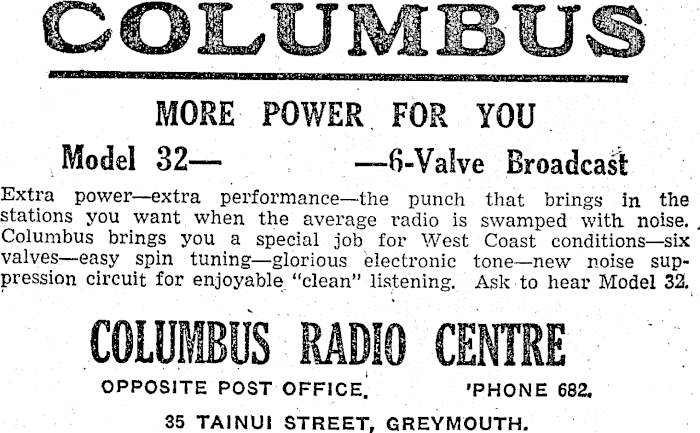 COLUMBUS
MORE POWER FOR YOU
Model 32— —6-Valve Broadcast
Extra power—extra performance—the punch that brings in the
stations you want when the average radio is swamped with noise.
Columbus brings you a special job for West Coast conditions—six
valves—easy spin tuning—glorious electronic tone—new noise sup-
pression circuit for enjoyable "clean" listening. Ask to hear Model 32.
COLUMBUS RADIO CENTRE
OPPOSITE POST OFFICE. 'PHONE 682.
35 TAINUI STREET, GREYMOUTH.